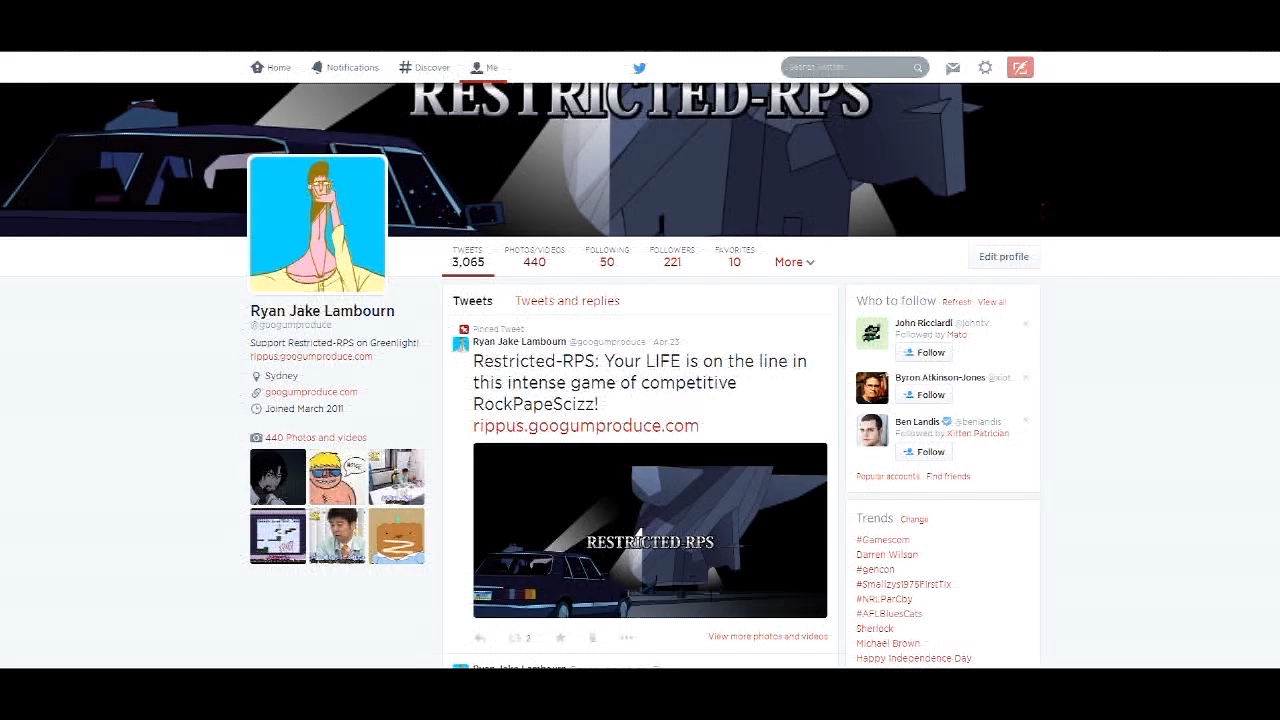 Home Notifications Discover Me
RESTRICTED-RPS
TWEETS PHOTOS/VIDEOS FOLLOWING FOLLOWERS FAVORITES
3,065 440 50 221 10 More Edit profile
Ryan Jake Lambourn
@googumproduce
Support Restricted-RPS on Greenlight!
rippus.googumproduce.com
Sydney
googumproduce.com
Joined March 2011
440 Photos and videos
Tweets Tweets and replies
Pinned Tweet
Ryan Jake Lambourn @googumproduce · Apr 23
Restricted-RPS: Your LIFE is on the line in
this intense game of competitive
RockPapeScizz!
rippus.googumproduce.com
RESTRICTED-RPS
2
View more photos and videos
Ryan Jake Lambourn
Who to follow · Refresh · View all
John Ricciardi @johntv
Followed by Mato
Follow
Byron Atkinson-Jones @xiot...
Follow
Ben Landis @benlandis
Followed by Kitten Patrician
Follow
Popular accounts · Find friends
Trends · Change
#Gamescom
Darren Wilson
#gencon
#Smallzys1975FirstTix
#NRLParCby
#AFLBluesCats
Sherlock
Michael Brown
Happy Independence Day